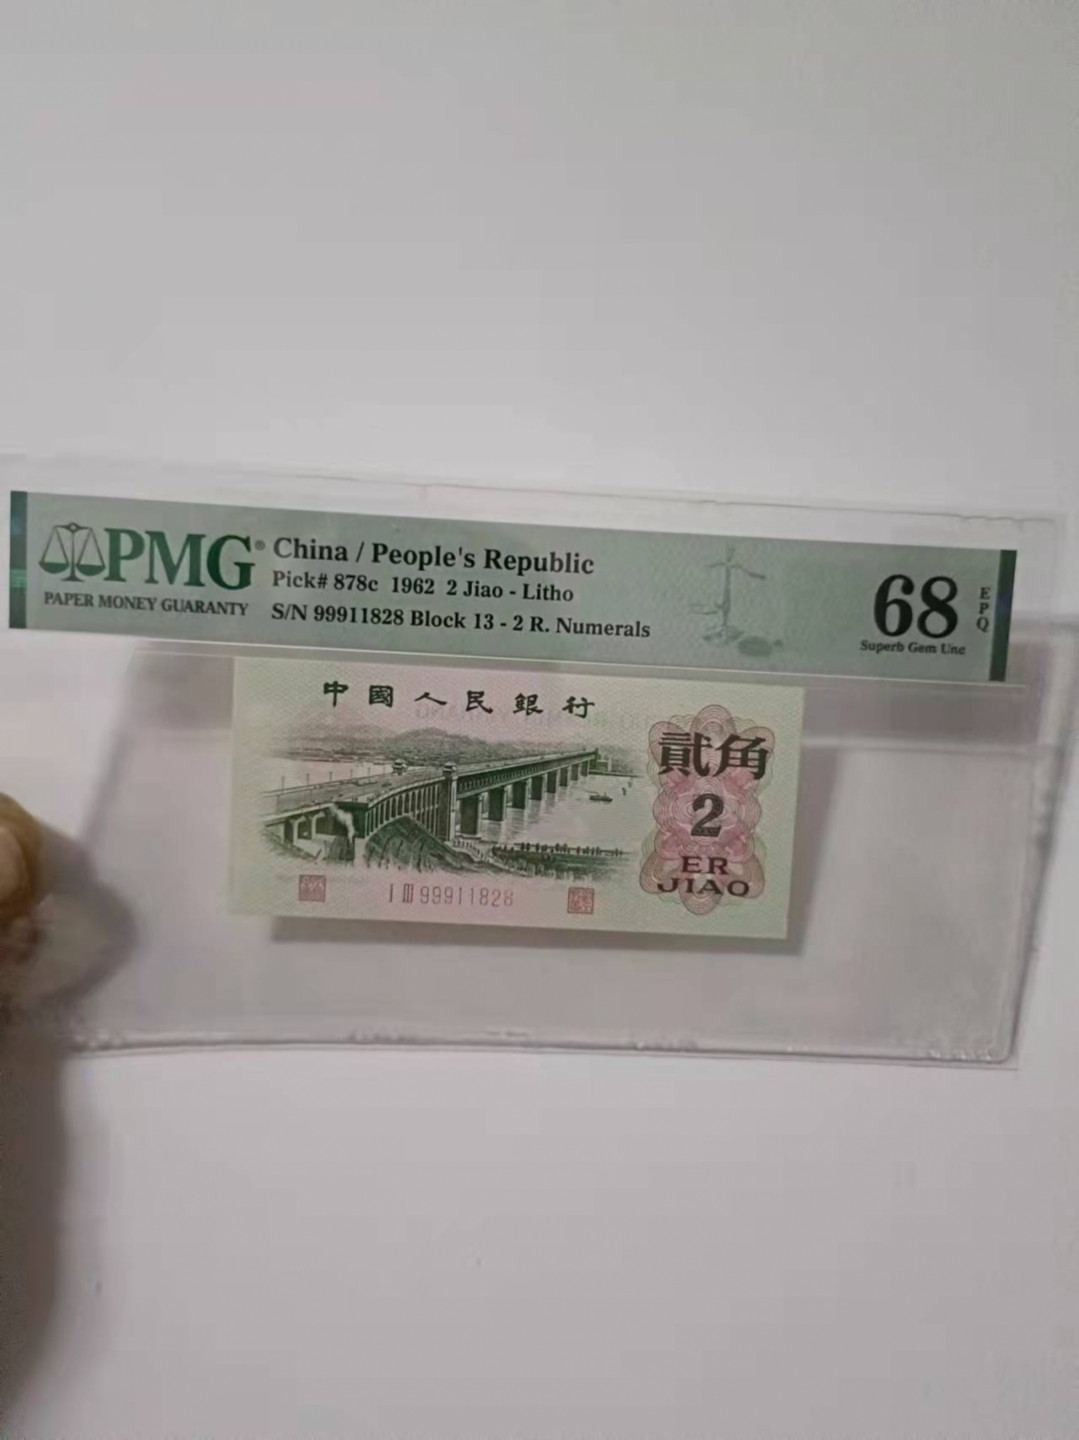 PMG®
PAPER MONEY GUARANTY
China / People's Republic
Pick# 878c 1962 2 Jiao - Litho
S/N 99911828 Block 13 - 2 R. Numerals
68
EPQ
Superb Gem Unc
中國人民銀行
貳角
2
ER
JIAO
I III 99911828